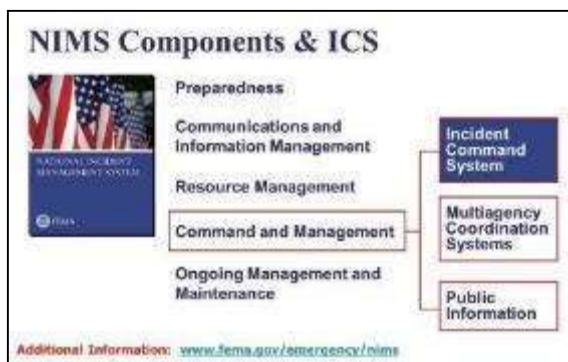 NIMS Components & ICS
NATIONAL INCIDENT
MANAGEMENT SYSTEM
FEMA
Preparedness
Communications and
Information Management
Resource Management
Command and Management
Ongoing Management and
Maintenance
Incident
Command
System
Multiagency
Coordination
Systems
Public
Information
Additional Information: www.fema.gov/emergency/nims